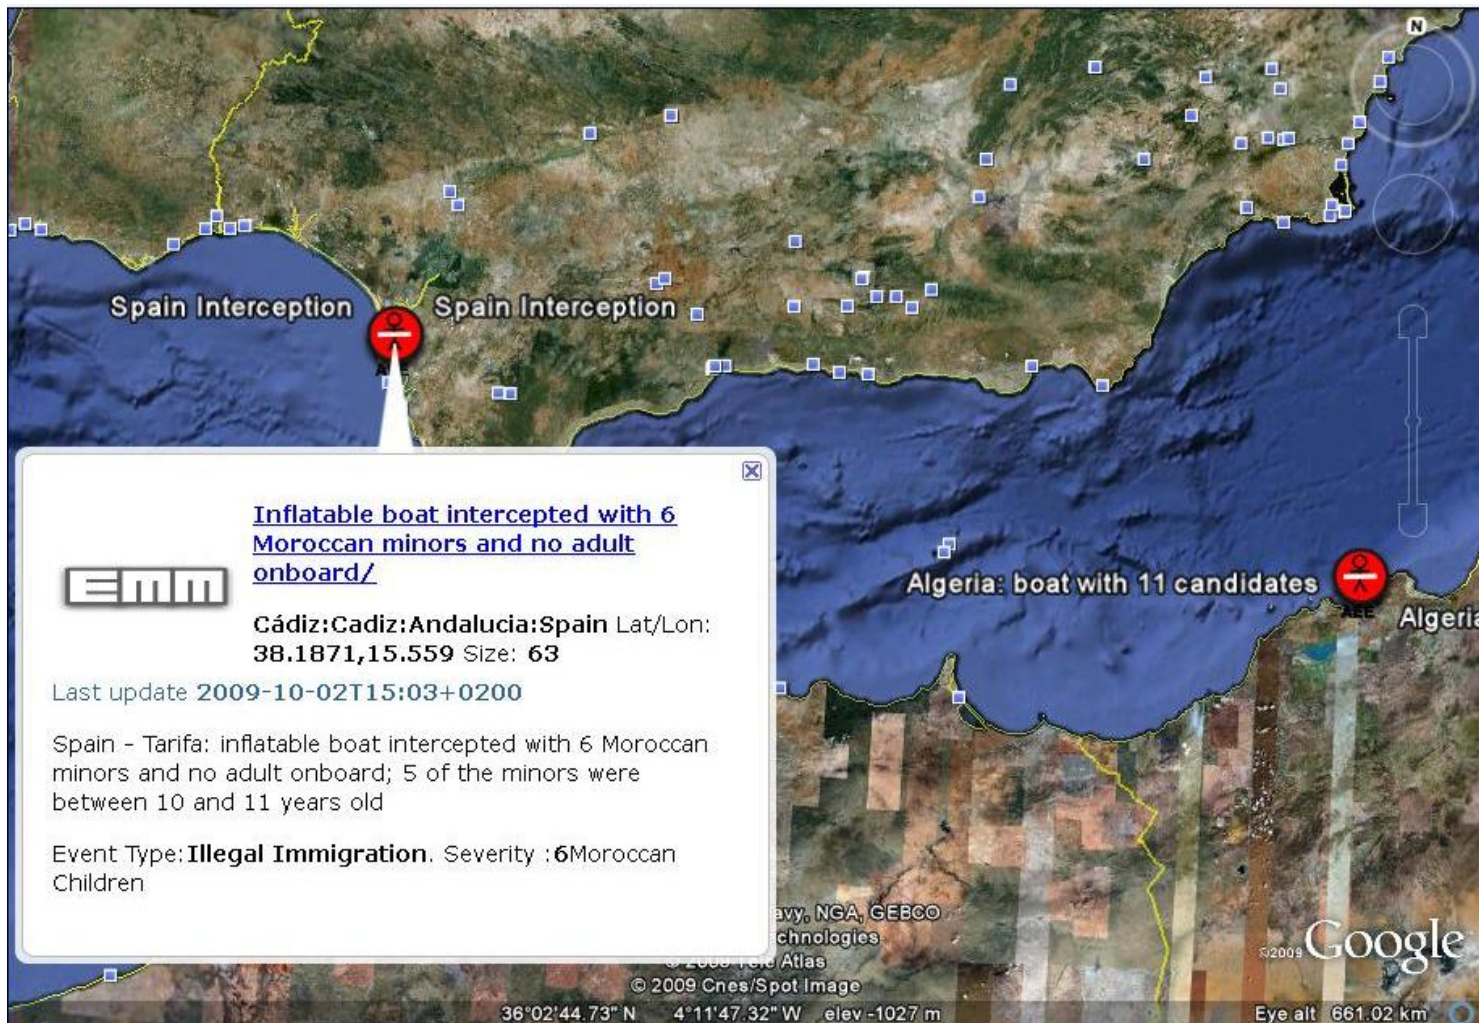 N
Spain Interception
Spain Interception
Inflatable boat intercepted with 6
Moroccan minors and no adult
onboard/
EMM
Cádiz:Cadiz:Andalucia:Spain Lat/Lon:
38.1871,15.559 Size: 63
Last update 2009-10-02T15:03+0200
Spain - Tarifa: inflatable boat intercepted with 6 Moroccan
minors and no adult onboard; 5 of the minors were
between 10 and 11 years old
Event Type:Illegal Immigration. Severity :6Moroccan
Children
Algeria: boat with 11 candidates
AEE
Algeria
avy, NGA, GEBCO
chnologies
© 2009 Tele Atlas
© 2009 Cnes/Spot Image
©2009 Google
36°02'44.73" N 4°11'47.32" W elev -1027 m
Eye alt 661.02 km